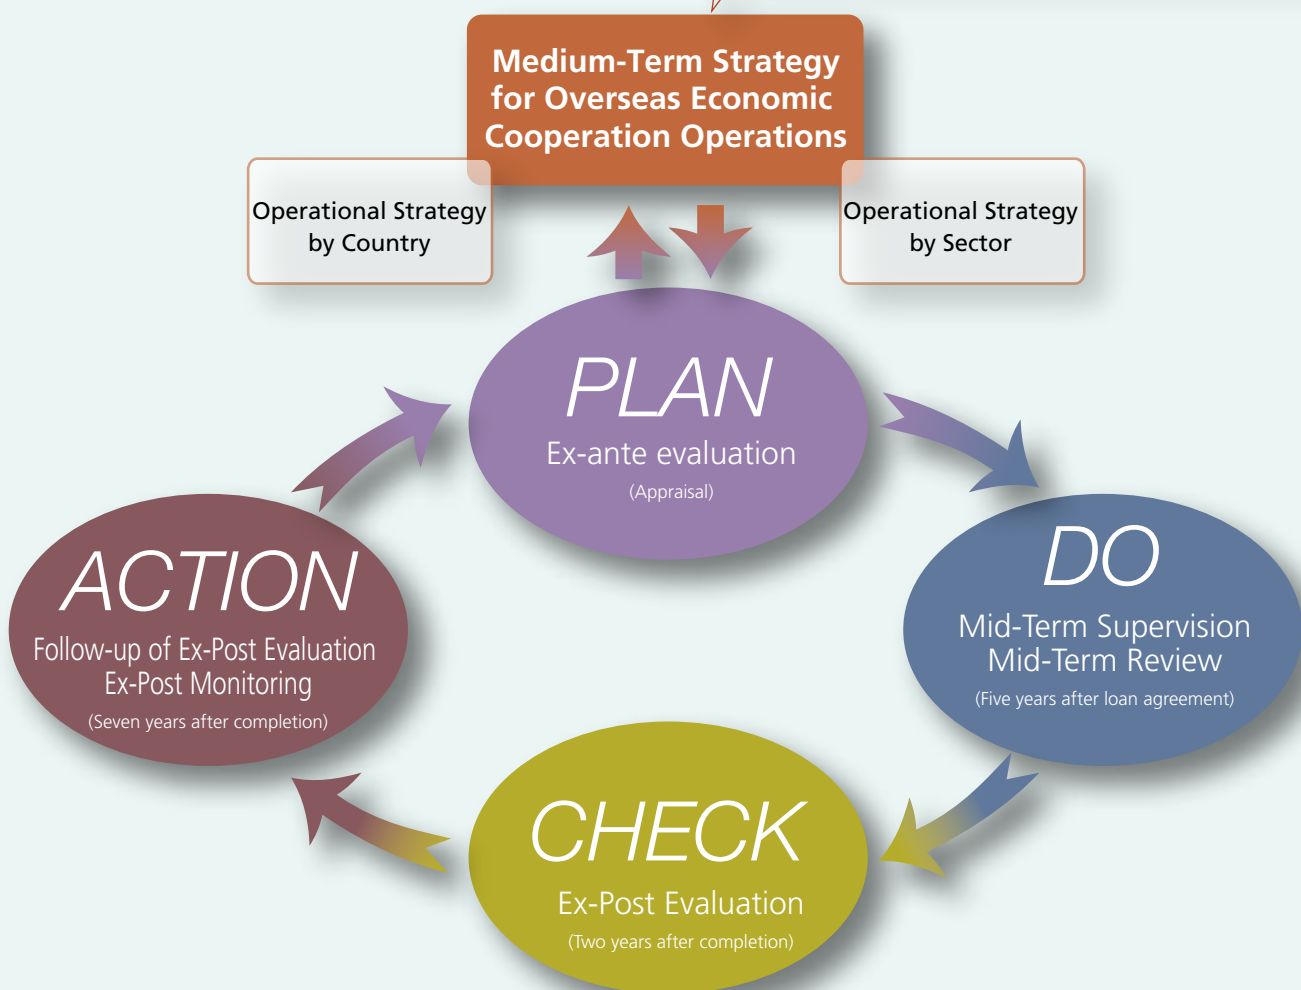 Medium-Term Strategy
for Overseas Economic
Cooperation Operations
Operational Strategy
by Country
Operational Strategy
by Sector
PLAN
Ex-ante evaluation
(Appraisal)
DO
Mid-Term Supervision
Mid-Term Review
(Five years after loan agreement)
CHECK
Ex-Post Evaluation
(Two years after completion)
ACTION
Follow-up of Ex-Post Evaluation
Ex-Post Monitoring
(Seven years after completion)